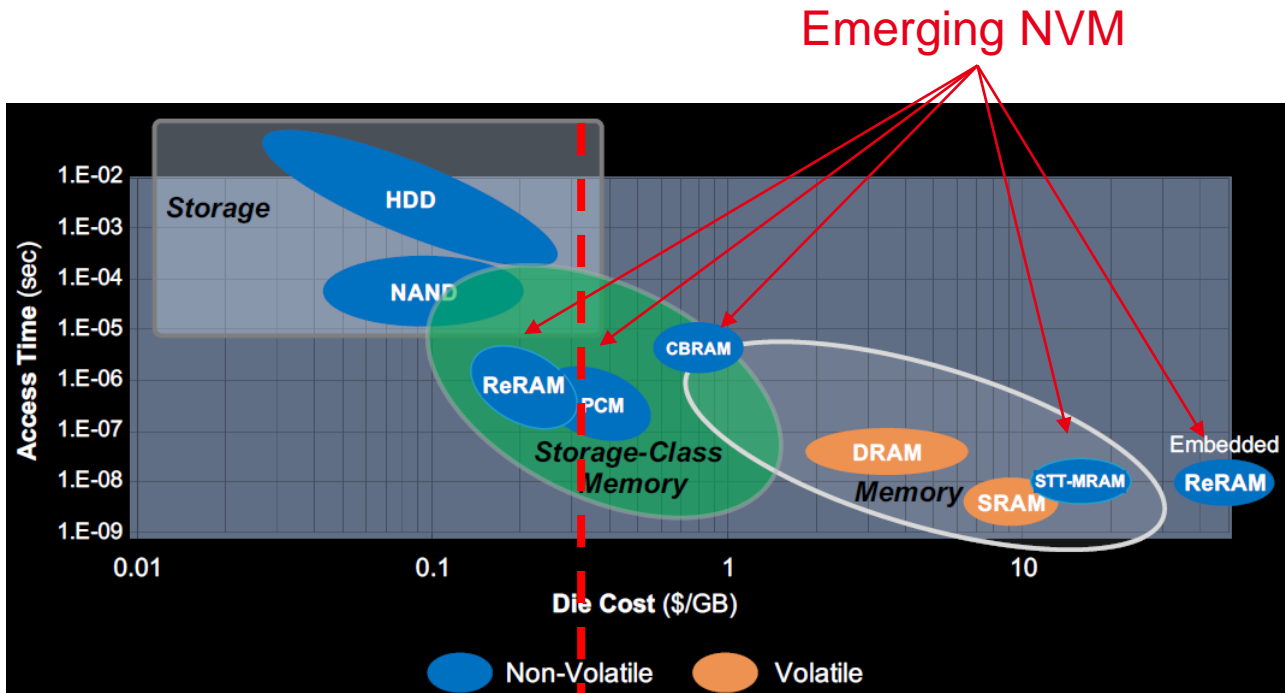 Emerging NVM
1.E-02
1.E-03
1.E-04
1.E-05
1.E-06
1.E-07
1.E-08
1.E-09
Access Time (sec)
Storage
HDD
NAND
CBRAM
ReRAM
PCM
Storage-Class
Memory
DRAM
Memory
SRAM
STT-MRAM
Embedded
ReRAM
0.01
0.1
1
10
Die Cost ($/GB)
Non-Volatile
Volatile